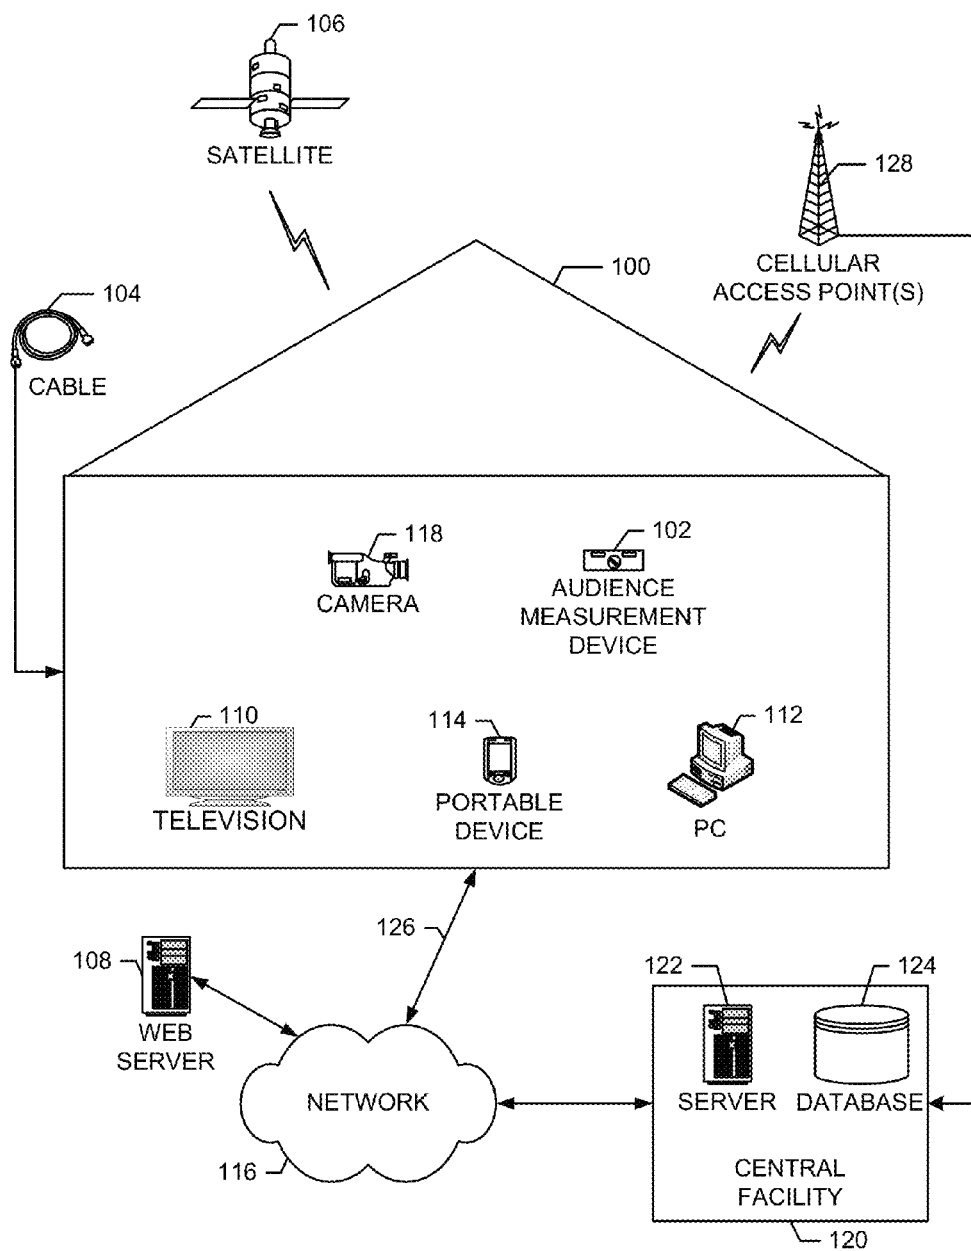 106
SATELLITE
128
CELLULAR
ACCESS POINT(S)
100
104
CABLE
118
CAMERA
102
AUDIENCE
MEASUREMENT
DEVICE
110
TELEVISION
114
PORTABLE
DEVICE
112
PC
126
108
WEB
SERVER
NETWORK
116
122
SERVER
124
DATABASE
CENTRAL
FACILITY
120